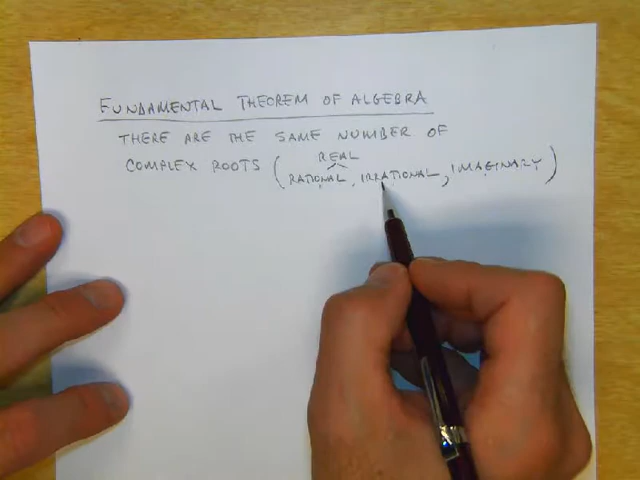 FUNDAMENTAL THEOREM OF ALGEBRA
THERE ARE THE SAME NUMBER OF
COMPLEX ROOTS (REAL
RATIONAL, IRRATIONAL, IMAGINARY)